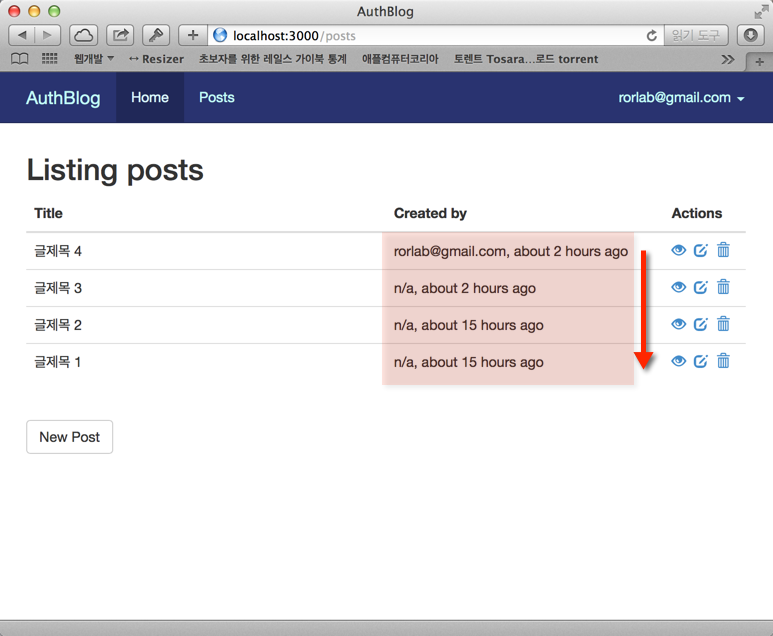 AuthBlog
localhost:3000/posts
읽기 도구
웹개발 ▾ ↔ Resizer 초보자를 위한 레일스 가이북 통계 애플컴퓨터코리아 토렌트 Tosara...로드 torrent
AuthBlog Home Posts rorlab@gmail.com
Listing posts
Title Created by Actions
글제목 4 rorlab@gmail.com, about 2 hours ago
글제목 3 n/a, about 2 hours ago
글제목 2 n/a, about 15 hours ago
글제목 1 n/a, about 15 hours ago
New Post